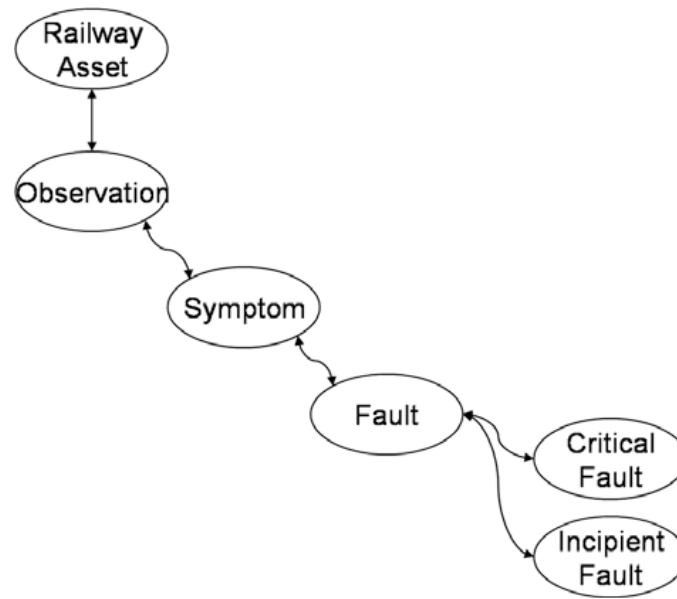 Railway
Asset
Observation
Symptom
Fault
Critical
Fault
Incipient
Fault